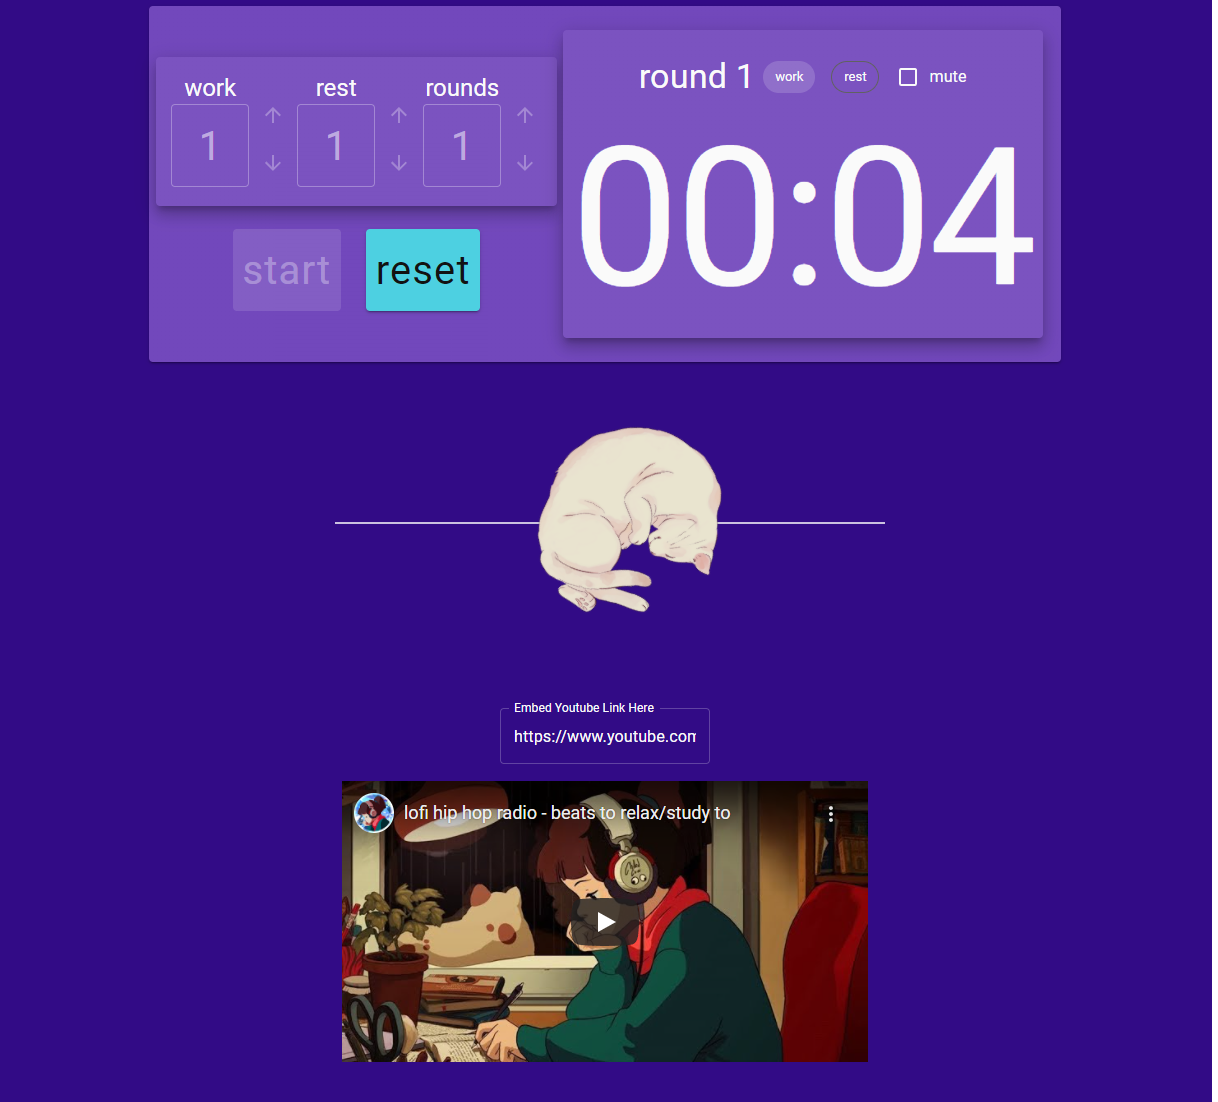 work rest rounds
1 1 1
start reset
round 1 work rest mute
00:04
Embed Youtube Link Here
https://www.youtube.com
lofi hip hop radio - beats to relax/study to